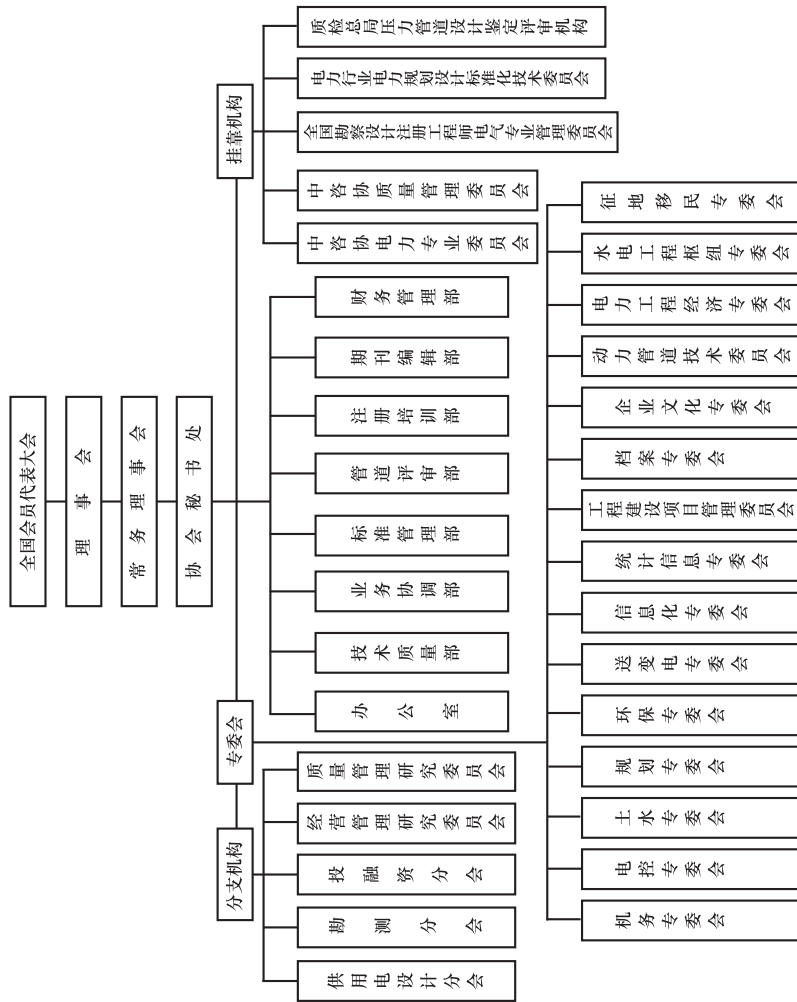 全国会员代表大会
理事会
常务理事会
协会秘书处
分支机构
专委会
挂靠机构
供用电设计分会
勘测分会
投融资分会
经营管理研究委员会
质量管理研究委员会
办公室
技术质量部
业务协调部
标准管理部
管道评审部
注册培训部
期刊编辑部
财务管理部
中咨协电力专业委员会
中咨协质量管理委员会
全国勘察设计注册工程师电气专业管理委员会
电力行业电力规划设计标准化技术委员会
质检总局压力管道设计鉴定评审机构
机务专委会
电控专委会
土水专委会
规划专委会
环保专委会
送变电专委会
信息化专委会
统计信息专委会
工程建设项目管理委员会
档案专委会
企业文化专委会
动力管道技术委员会
电力工程经济专委会
水电工程枢纽专委会
征地移民专委会